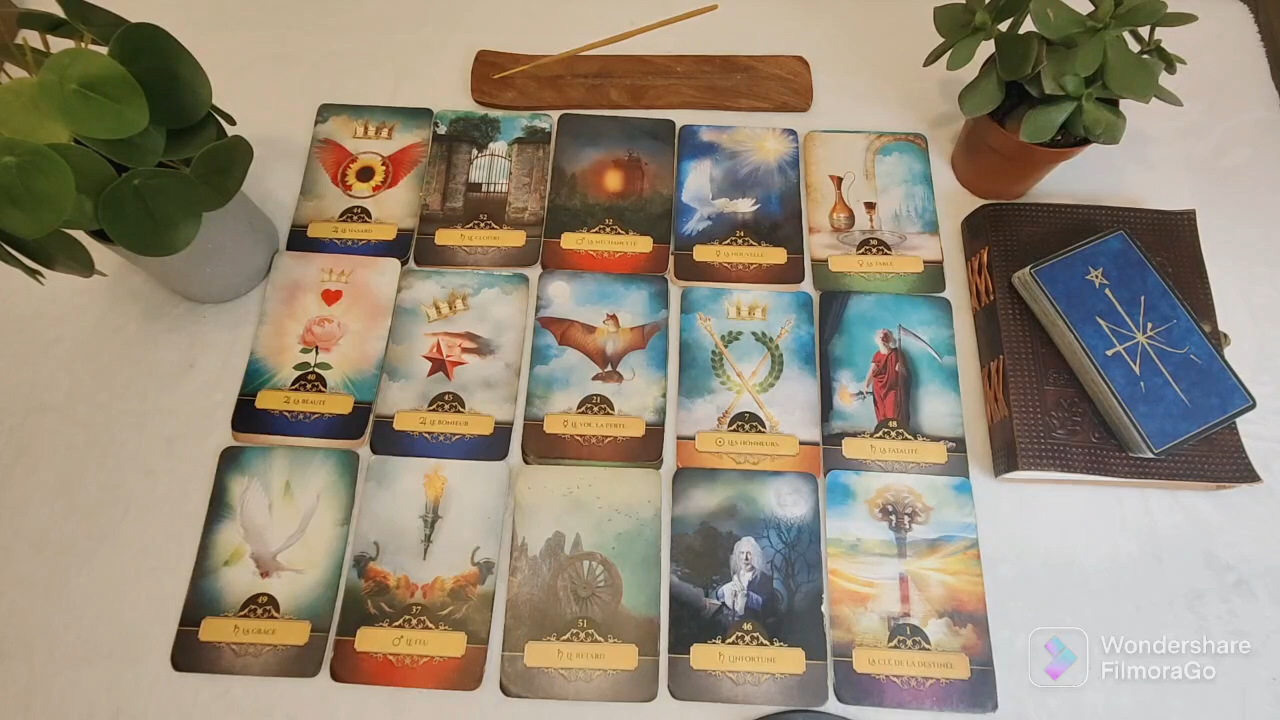 44
♃ LE HASARD
52
♄ LE CLOÎTRE
32
♂ LA MÉCHANCETÉ
24
☿ LA NOUVELLE
30
♀ LA TABLE
40
♃ LA BEAUTÉ
45
♃ LE BONHEUR
21
☿ LE VOL LA PERTE
7
☉ LES HONNEURS
48
♄ LA FATALITÉ
49
♄ LA GRÂCE
37
♂ LE FEU
51
♄ LE RETARD
46
♄ L'INFORTUNE
1
LA CLÉ DE LA DESTINÉE
Wondershare
FilmoraGo